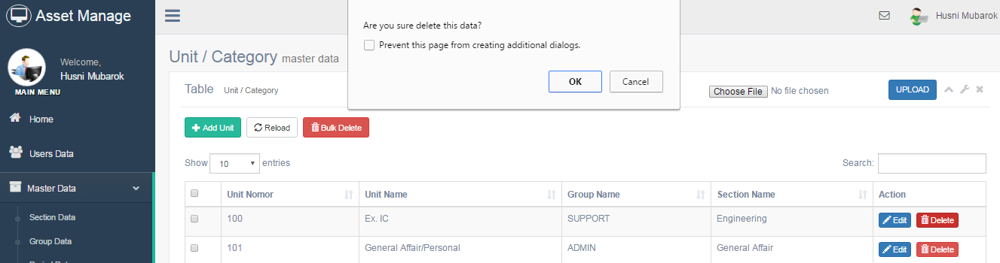 Asset Manage
Husni Mubarok
Are you sure delete this data?
Prevent this page from creating additional dialogs.
OK Cancel
Welcome,
Husni Mubarok
MAIN MENU
Home
Users Data
Master Data
Section Data
Group Data
Unit / Category master data
Table Unit / Category
Choose File No file chosen UPLOAD
Add Unit Reload Bulk Delete
Show 10 entries Search:
Unit Nomor Unit Name Group Name Section Name Action
100 Ex. IC SUPPORT Engineering Edit Delete
101 General Affair/Personal ADMIN General Affair Edit Delete